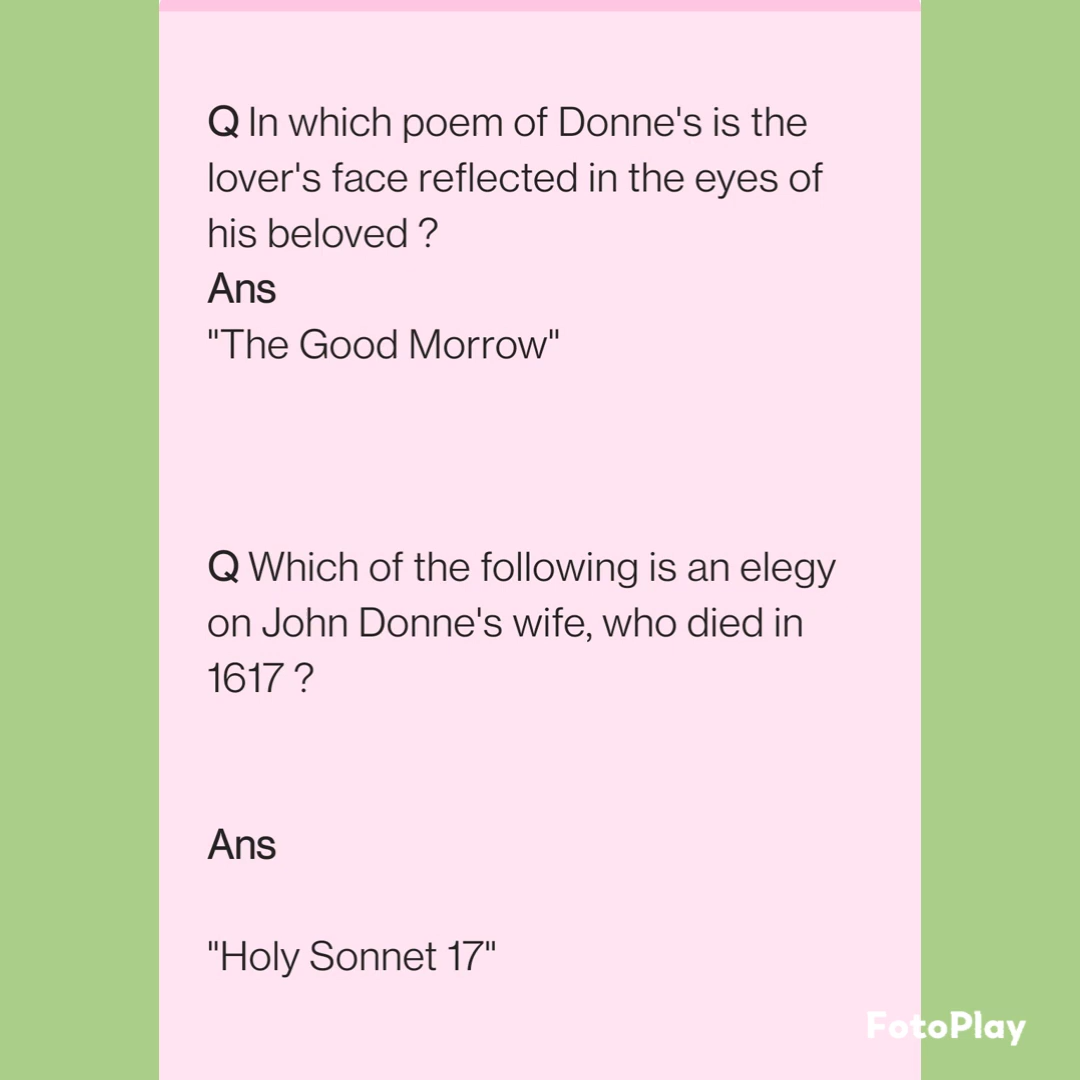 Q In which poem of Donne's is the
lover's face reflected in the eyes of
his beloved ?
Ans
"The Good Morrow"
Q Which of the following is an elegy
on John Donne's wife, who died in
1617 ?
Ans
"Holy Sonnet 17"
FotoPlay